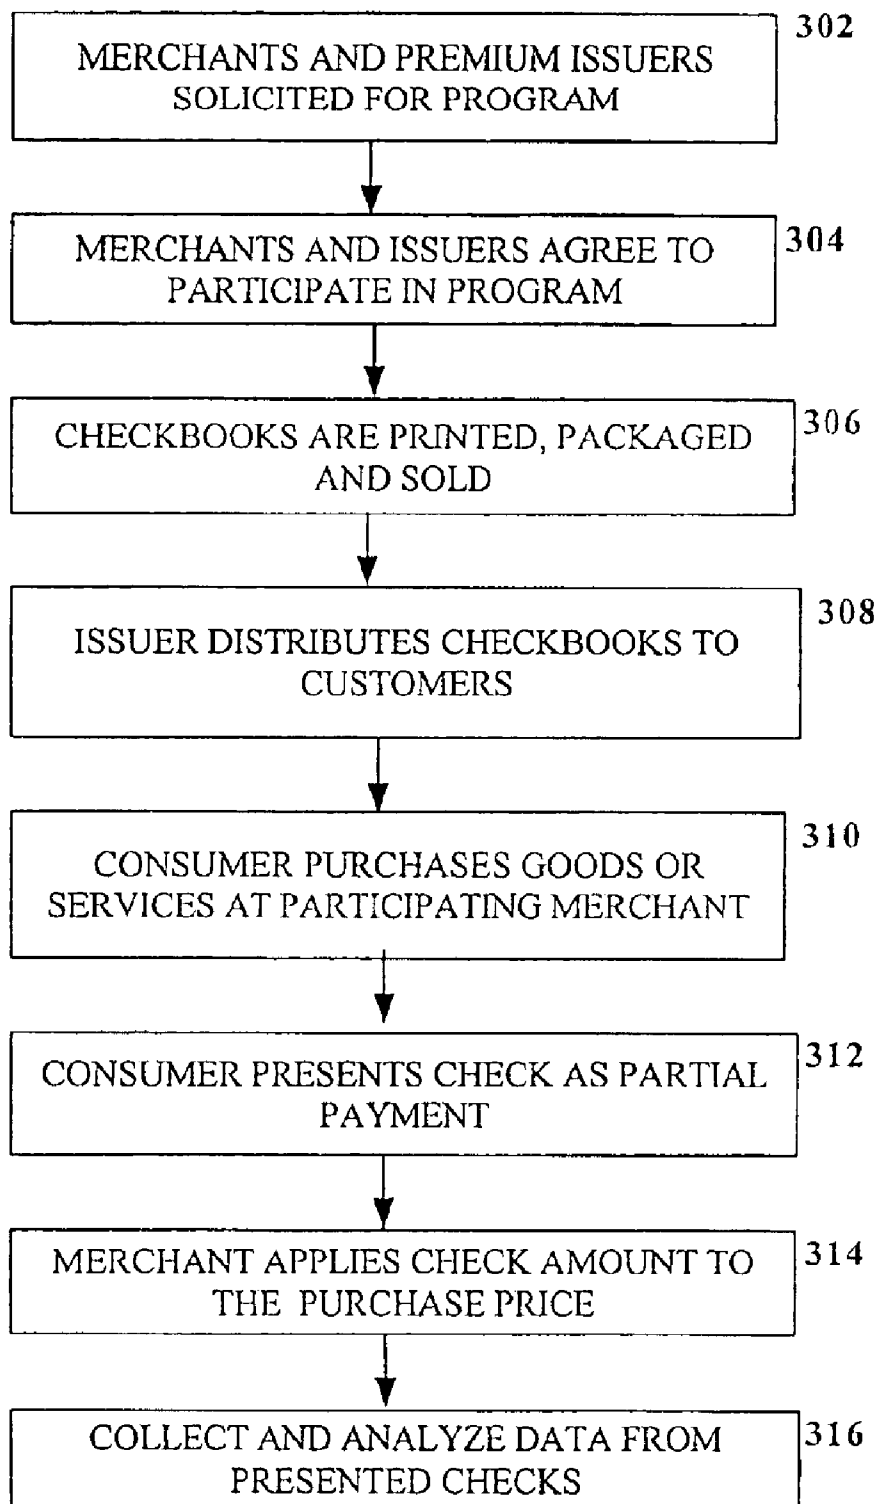 302
MERCHANTS AND PREMIUM ISSUERS
SOLICITED FOR PROGRAM
304
MERCHANTS AND ISSUERS AGREE TO
PARTICIPATE IN PROGRAM
306
CHECKBOOKS ARE PRINTED, PACKAGED
AND SOLD
308
ISSUER DISTRIBUTES CHECKBOOKS TO
CUSTOMERS
310
CONSUMER PURCHASES GOODS OR
SERVICES AT PARTICIPATING MERCHANT
312
CONSUMER PRESENTS CHECK AS PARTIAL
PAYMENT
314
MERCHANT APPLIES CHECK AMOUNT TO
THE PURCHASE PRICE
316
COLLECT AND ANALYZE DATA FROM
PRESENTED CHECKS